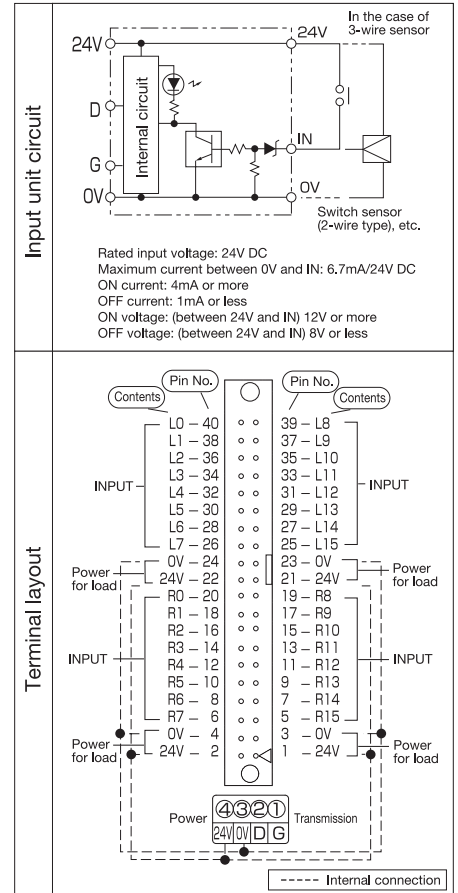 Input unit circuit
In the case of
3-wire sensor
24V
24V
D
Internal circuit
IN
G
0V
0V
Switch sensor
(2-wire type), etc.
Rated input voltage: 24V DC
Maximum current between 0V and IN: 6.7mA/24V DC
ON current: 4mA or more
OFF current: 1mA or less
ON voltage: (between 24V and IN) 12V or more
OFF voltage: (between 24V and IN) 8V or less
Terminal layout
Contents Pin No. Pin No. Contents
L0 – 40 39 – L8
L1 – 38 37 – L9
L2 – 36 35 – L10
L3 – 34 33 – L11
INPUT L4 – 32 31 – L12 INPUT
L5 – 30 29 – L13
L6 – 28 27 – L14
L7 – 26 25 – L15
Power for load 0V – 24 23 – 0V Power for load
24V – 22 21 – 24V
R0 – 20 19 – R8
R1 – 18 17 – R9
R2 – 16 15 – R10
R3 – 14 13 – R11
INPUT R4 – 12 11 – R12 INPUT
R5 – 10 9 – R13
R6 – 8 7 – R14
R7 – 6 5 – R15
Power for load 0V – 4 3 – 0V Power for load
24V – 2 1 – 24V
Power ④③②① Transmission
24V 0V D G
Internal connection